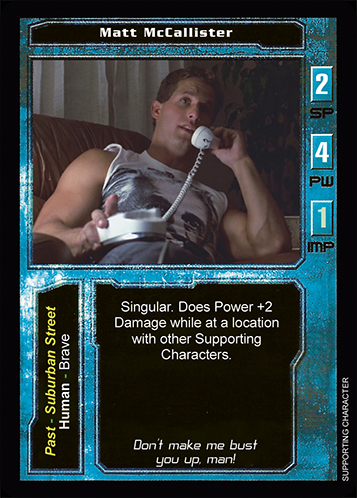 Matt McCallister
2
SP
4
PW
1
IMP
Past - Suburban Street
Human - Brave
Singular. Does Power +2
Damage while at a location
with other Supporting
Characters.
Don't make me bust
you up, man!
SUPPORTING CHARACTER